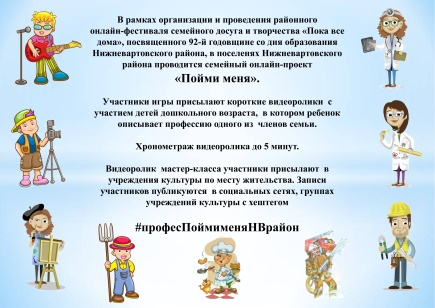 В рамках организации и проведения районного
онлайн-фестиваля семейного досуга и творчества «Пока все
дома», посвященного 92-й годовщине со дня образования
Нижневартовского района, в поселениях Нижневартовского
района проводится семейный онлайн-проект
«Пойми меня».
Участники игры присылают короткие видеоролики с
участием детей дошкольного возраста, в котором ребенок
описывает профессию одного из членов семьи.
Хронометраж видеоролика до 5 минут.
Видеоролик мастер-класса участники присылают в
учреждения культуры по месту жительства. Записи
участников публикуются в социальных сетях, группах
учреждений культуры с хештегом
#професПоймименяНВрайон